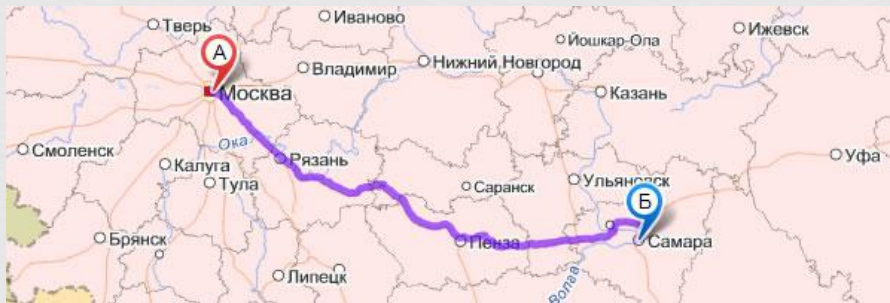 Тверь
Иваново
Ижевск
Йошкар-Ола
А
Владимир
Нижний Новгород
Москва
Казань
Ока
Смоленск
Рязань
Уфа
Калуга
Тула
Саранск
Ульяновск
Б
Брянск
Пенза
Самара
Липецк
Волга